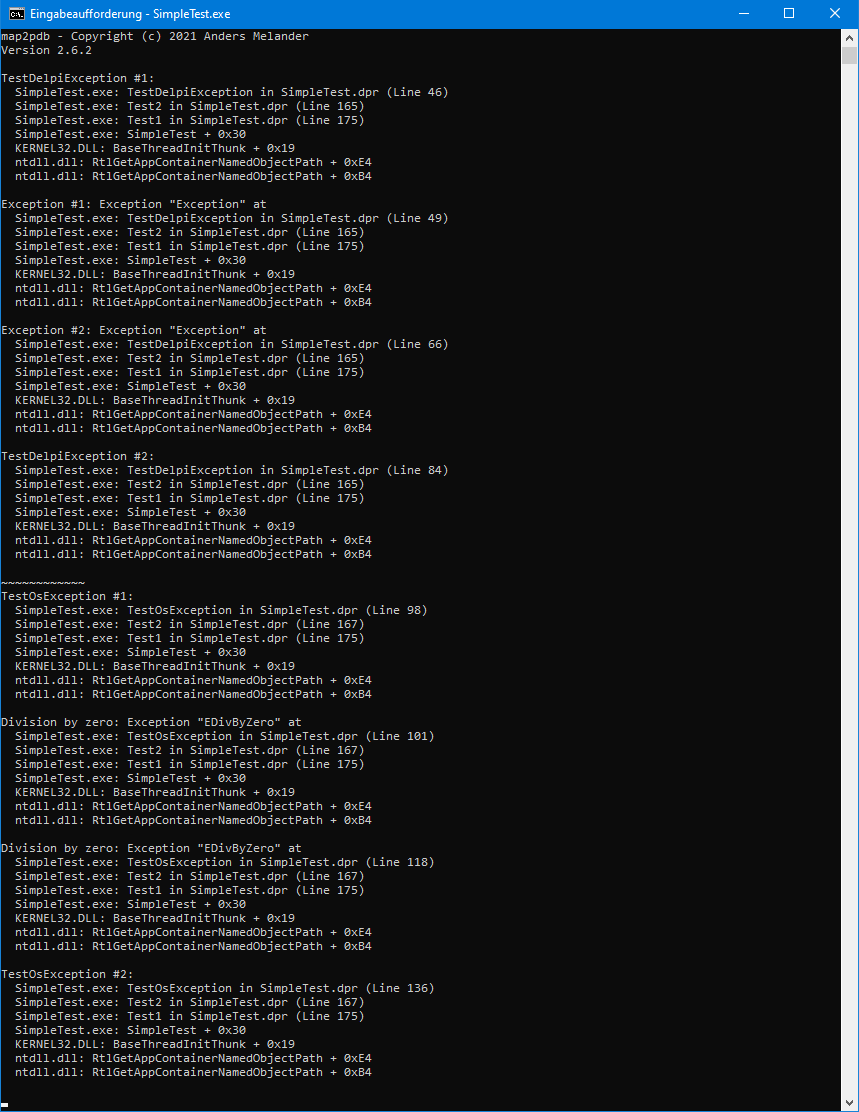 Eingabeaufforderung - SimpleTest.exe
map2pdb - Copyright (c) 2021 Anders Melander
Version 2.6.2
TestDelpiException #1:
SimpleTest.exe: TestDelpiException in SimpleTest.dpr (Line 46)
SimpleTest.exe: Test2 in SimpleTest.dpr (Line 165)
SimpleTest.exe: Test1 in SimpleTest.dpr (Line 175)
SimpleTest.exe: SimpleTest + 0x30
KERNEL32.DLL: BaseThreadInitThunk + 0x19
ntdll.dll: RtlGetAppContainerNamedObjectPath + 0xE4
ntdll.dll: RtlGetAppContainerNamedObjectPath + 0xB4
Exception #1: Exception "Exception" at
SimpleTest.exe: TestDelpiException in SimpleTest.dpr (Line 49)
SimpleTest.exe: Test2 in SimpleTest.dpr (Line 165)
SimpleTest.exe: Test1 in SimpleTest.dpr (Line 175)
SimpleTest.exe: SimpleTest + 0x30
KERNEL32.DLL: BaseThreadInitThunk + 0x19
ntdll.dll: RtlGetAppContainerNamedObjectPath + 0xE4
ntdll.dll: RtlGetAppContainerNamedObjectPath + 0xB4
Exception #2: Exception "Exception" at
SimpleTest.exe: TestDelpiException in SimpleTest.dpr (Line 66)
SimpleTest.exe: Test2 in SimpleTest.dpr (Line 165)
SimpleTest.exe: Test1 in SimpleTest.dpr (Line 175)
SimpleTest.exe: SimpleTest + 0x30
KERNEL32.DLL: BaseThreadInitThunk + 0x19
ntdll.dll: RtlGetAppContainerNamedObjectPath + 0xE4
ntdll.dll: RtlGetAppContainerNamedObjectPath + 0xB4
TestDelpiException #2:
SimpleTest.exe: TestDelpiException in SimpleTest.dpr (Line 84)
SimpleTest.exe: Test2 in SimpleTest.dpr (Line 165)
SimpleTest.exe: Test1 in SimpleTest.dpr (Line 175)
SimpleTest.exe: SimpleTest + 0x30
KERNEL32.DLL: BaseThreadInitThunk + 0x19
ntdll.dll: RtlGetAppContainerNamedObjectPath + 0xE4
ntdll.dll: RtlGetAppContainerNamedObjectPath + 0xB4
~~~~~~~~~~~~
TestOsException #1:
SimpleTest.exe: TestOsException in SimpleTest.dpr (Line 98)
SimpleTest.exe: Test2 in SimpleTest.dpr (Line 167)
SimpleTest.exe: Test1 in SimpleTest.dpr (Line 175)
SimpleTest.exe: SimpleTest + 0x30
KERNEL32.DLL: BaseThreadInitThunk + 0x19
ntdll.dll: RtlGetAppContainerNamedObjectPath + 0xE4
ntdll.dll: RtlGetAppContainerNamedObjectPath + 0xB4
Division by zero: Exception "EDivByZero" at
SimpleTest.exe: TestOsException in SimpleTest.dpr (Line 101)
SimpleTest.exe: Test2 in SimpleTest.dpr (Line 167)
SimpleTest.exe: Test1 in SimpleTest.dpr (Line 175)
SimpleTest.exe: SimpleTest + 0x30
KERNEL32.DLL: BaseThreadInitThunk + 0x19
ntdll.dll: RtlGetAppContainerNamedObjectPath + 0xE4
ntdll.dll: RtlGetAppContainerNamedObjectPath + 0xB4
Division by zero: Exception "EDivByZero" at
SimpleTest.exe: TestOsException in SimpleTest.dpr (Line 118)
SimpleTest.exe: Test2 in SimpleTest.dpr (Line 167)
SimpleTest.exe: Test1 in SimpleTest.dpr (Line 175)
SimpleTest.exe: SimpleTest + 0x30
KERNEL32.DLL: BaseThreadInitThunk + 0x19
ntdll.dll: RtlGetAppContainerNamedObjectPath + 0xE4
ntdll.dll: RtlGetAppContainerNamedObjectPath + 0xB4
TestOsException #2:
SimpleTest.exe: TestOsException in SimpleTest.dpr (Line 136)
SimpleTest.exe: Test2 in SimpleTest.dpr (Line 167)
SimpleTest.exe: Test1 in SimpleTest.dpr (Line 175)
SimpleTest.exe: SimpleTest + 0x30
KERNEL32.DLL: BaseThreadInitThunk + 0x19
ntdll.dll: RtlGetAppContainerNamedObjectPath + 0xE4
ntdll.dll: RtlGetAppContainerNamedObjectPath + 0xB4